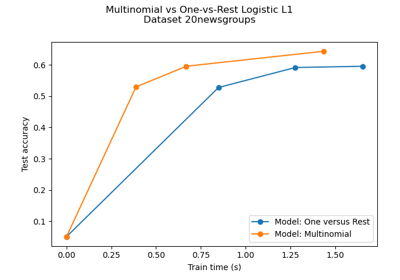 Multinomial vs One-vs-Rest Logistic L1
Dataset 20newsgroups
0.6
0.5
0.4
0.3
0.2
0.1
Test accuracy
Model: One versus Rest
Model: Multinomial
0.00 0.25 0.50 0.75 1.00 1.25 1.50
Train time (s)